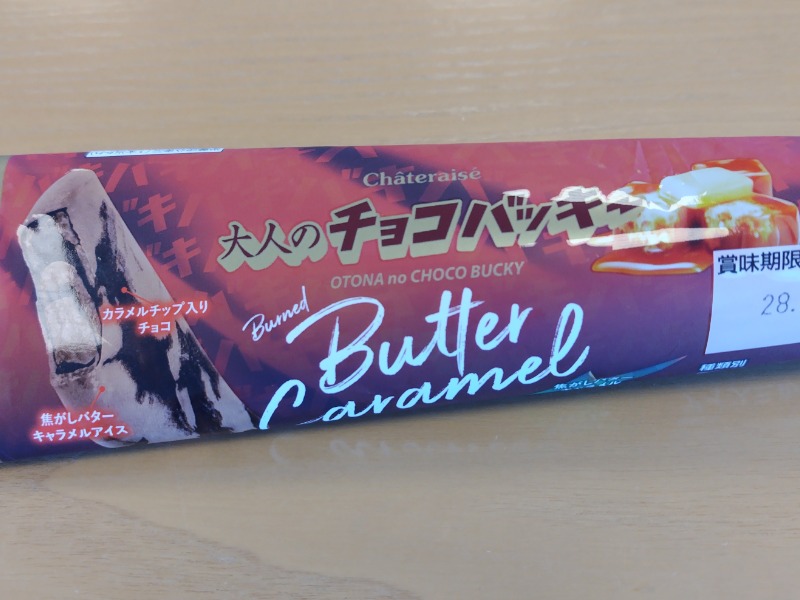 Châteraisé
大人のチョコバッキー
OTONA no CHOCO BUCKY
Burned
Butter
Caramel
カラメルチップ入り
チョコ
焦がしバター
キャラメルアイス
賞味期限
28.
種類別